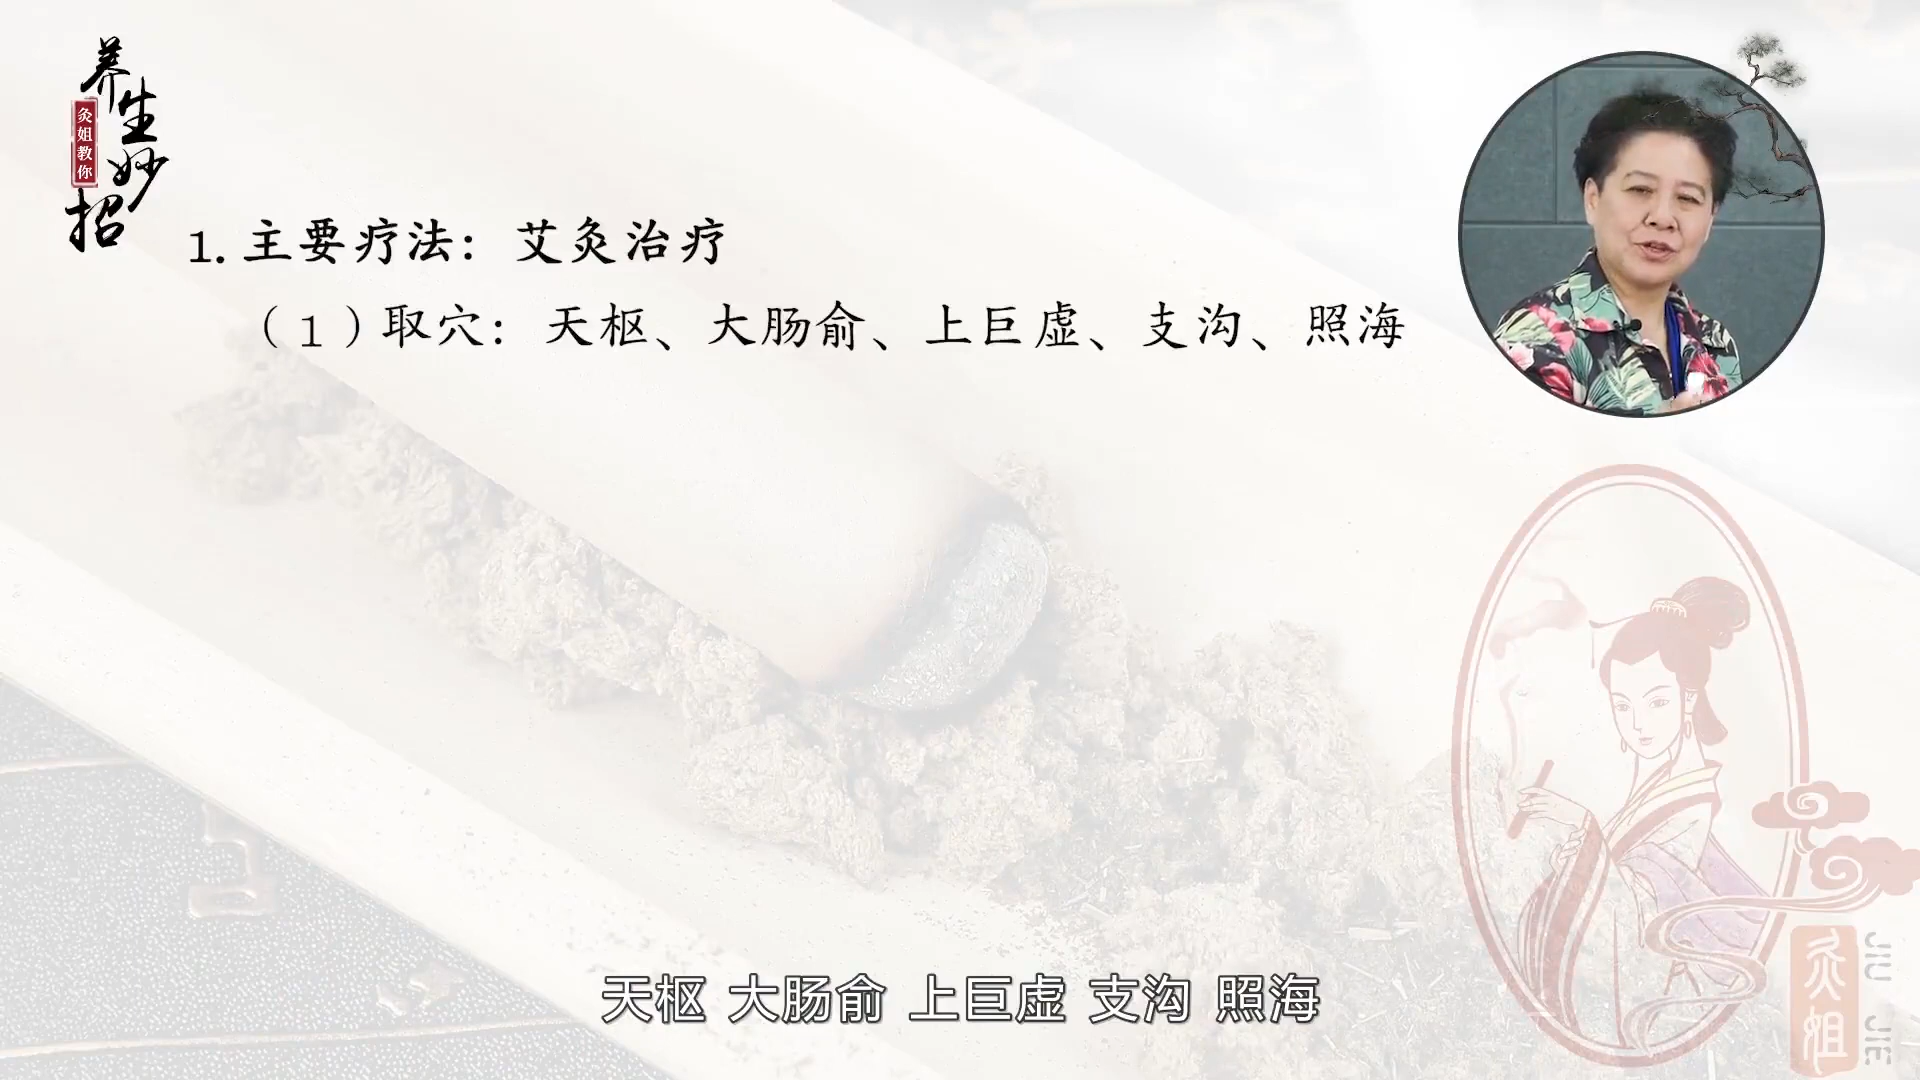 养生妙招
灸姐教你
1.主要疗法：艾灸治疗
（1）取穴：天枢、大肠俞、上巨虚、支沟、照海
天枢 大肠俞 上巨虚 支沟 照海
灸姐
JIU JIE